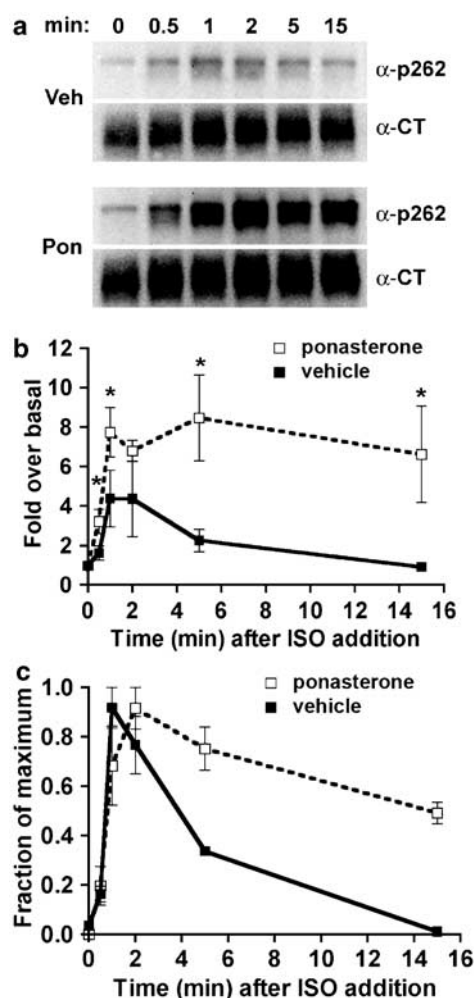 a min: 0 0.5 1 2 5 15
α-p262
Veh
α-CT
α-p262
Pon
α-CT
b
12
10
8
6
4
2
0
Fold over basal
ponasterone
vehicle
* * * *
0 2 4 6 8 10 12 14 16
Time (min) after ISO addition
c
1.0
0.8
0.6
0.4
0.2
0.0
Fraction of maximum
ponasterone
vehicle
0 2 4 6 8 10 12 14 16
Time (min) after ISO addition